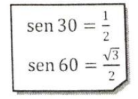 sen 30 = 1/2
sen 60 = √3/2